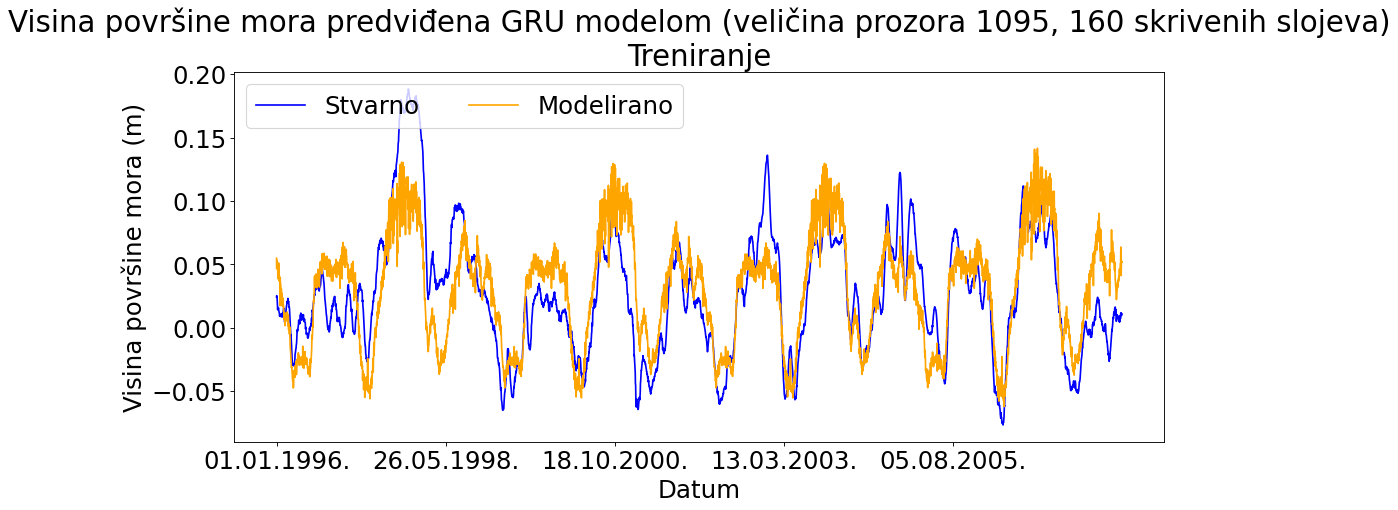 Visina površine mora predviđena GRU modelom (veličina prozora 1095, 160 skrivenih slojeva)
Treniranje
Stvarno
Modelirano
Visina površine mora (m)
0.20
0.15
0.10
0.05
0.00
−0.05
01.01.1996.
26.05.1998.
18.10.2000.
13.03.2003.
05.08.2005.
Datum